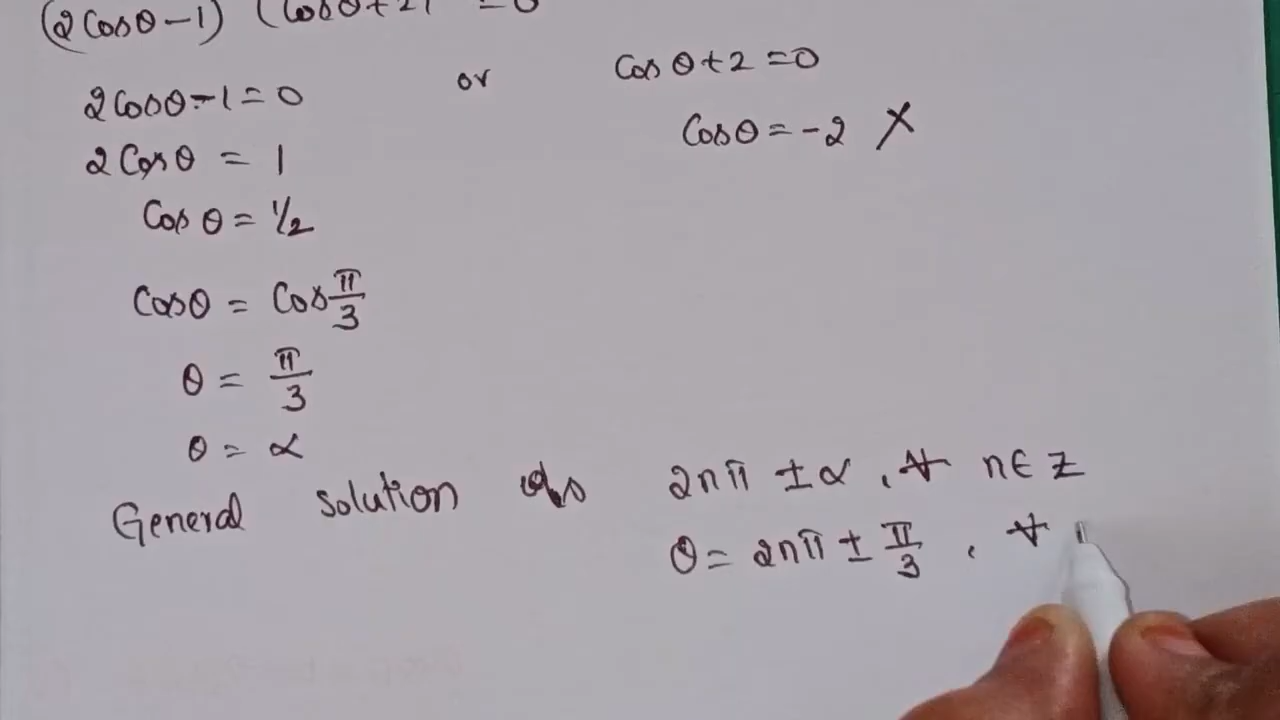 (2cosθ-1) (cosθ+2) = 0
2cosθ-1=0 or cosθ+2=0
cosθ=-2 ✗
2cosθ = 1
cosθ = 1/2
cosθ = cos π/3
θ = π/3
θ = α
General solution is 2nπ ± α, ∀ n∈Z
θ = 2nπ ± π/3, ∀